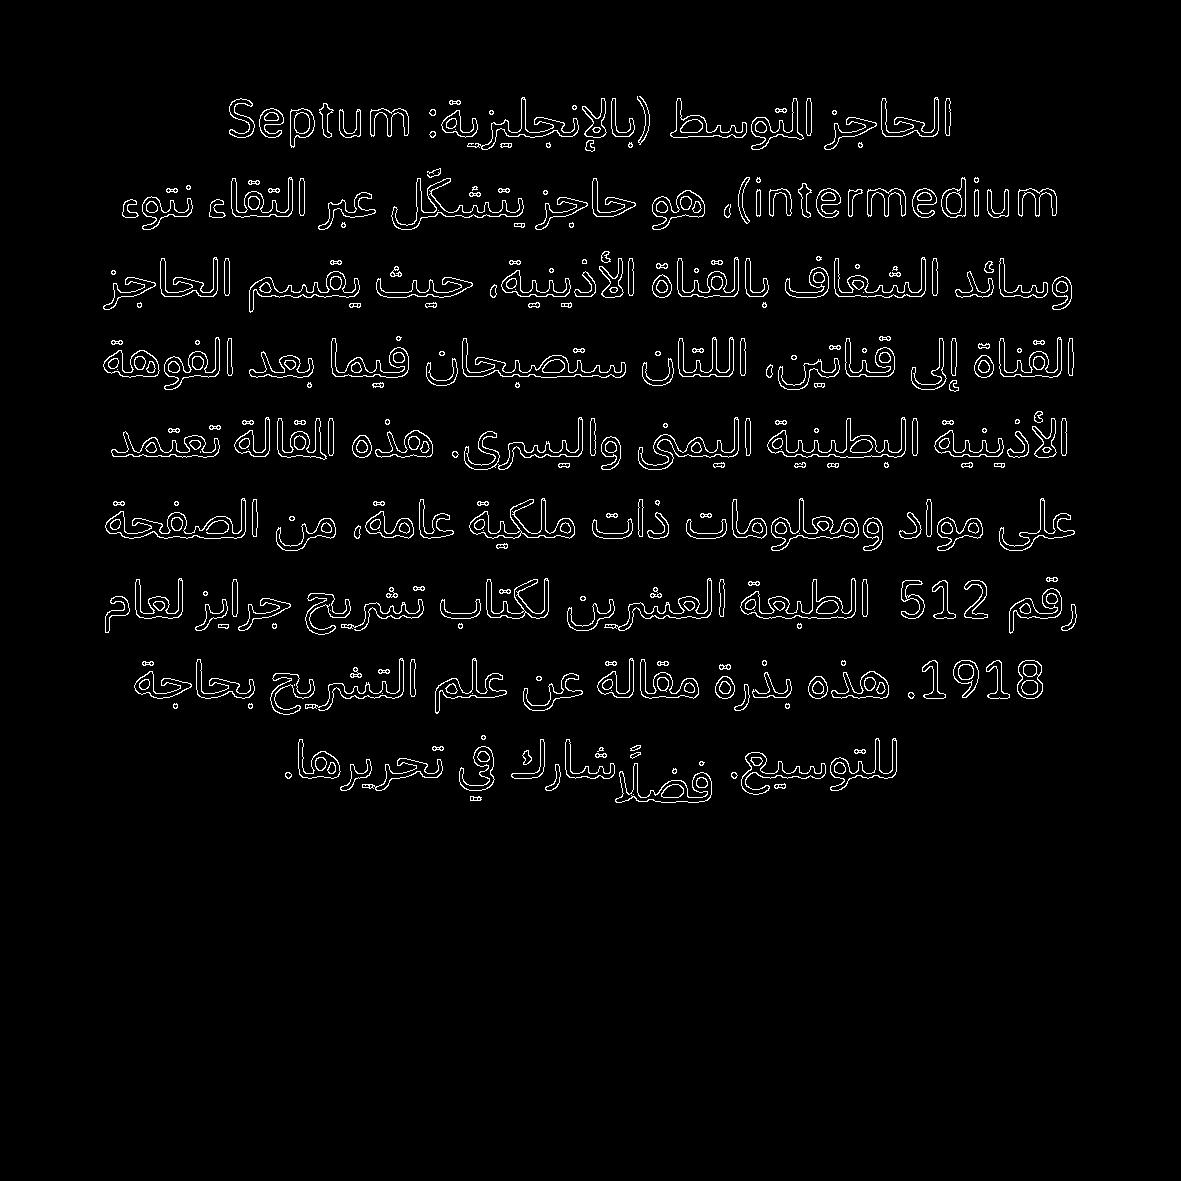 الحاجز المتوسط (بالإنجليزية: Septum
intermedium)، هو حاجز يتشكّل عبر التقاء نتوء
وسائد الشغاف بالقناة الأذينية، حيث يقسم الحاجز
القناة إلى قناتين، اللتان ستصبحان فيما بعد الفوهة
الأذينية البطينية اليمنى واليسرى. هذه المقالة تعتمد
على مواد ومعلومات ذات ملكية عامة، من الصفحة
رقم 512 الطبعة العشرين لكتاب تشريح جرايز لعام
1918. هذه بذرة مقالة عن علم التشريح بحاجة
للتوسيع. فضلًا شارك في تحريرها.